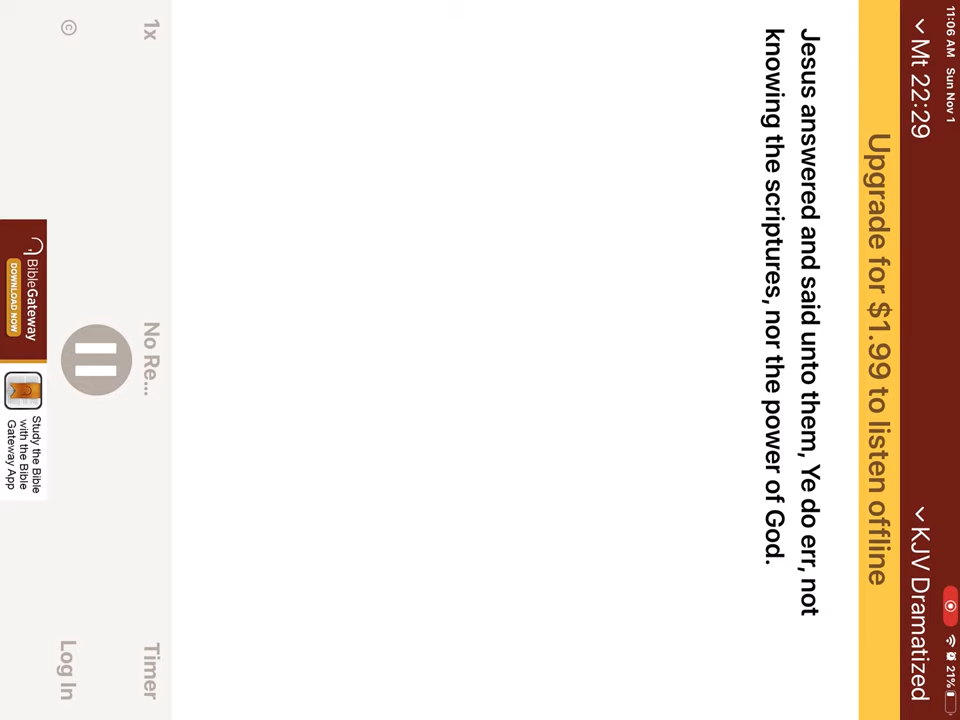 11:06 AM Sun Nov 1
21%
Mt 22:29
KJV Dramatized
Upgrade for $1.99 to listen offline
Jesus answered and said unto them, Ye do err, not
knowing the scriptures, nor the power of God.
1x
No Re...
Timer
©
Log In
BibleGateway
DOWNLOAD NOW
Study the Bible
with the Bible
Gateway App